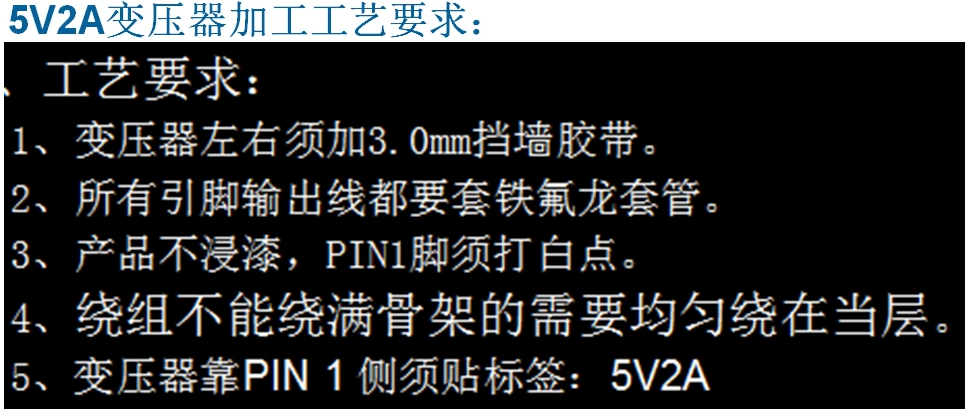 5V2A变压器加工工艺要求：
、工艺要求：
1、变压器左右须加3.0mm挡墙胶带。
2、所有引脚输出线都要套铁氟龙套管。
3、产品不浸漆，PIN1脚须打白点。
4、绕组不能绕满骨架的需要均匀绕在当层。
5、变压器靠PIN 1 侧须贴标签：5V2A